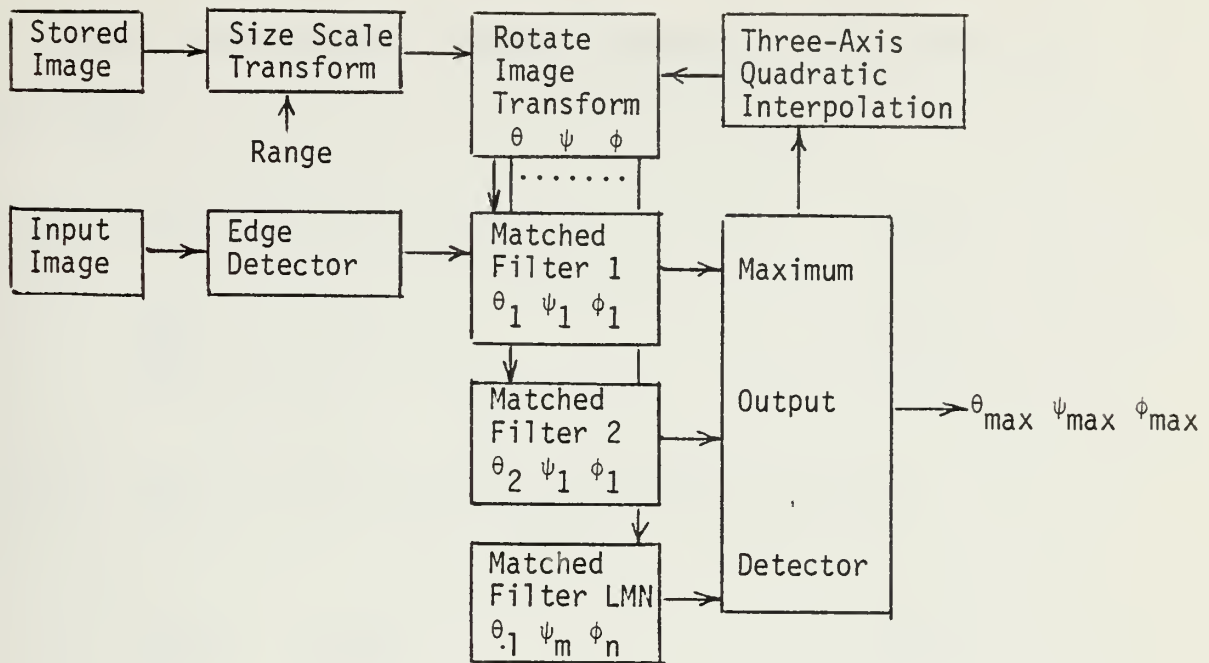 Stored
Image
Size Scale
Transform
Rotate
Image
Transform
θ ψ φ
Three-Axis
Quadratic
Interpolation
Range
.......
Input
Image
Edge
Detector
Matched
Filter 1
θ1 ψ1 φ1
Maximum
Output
Detector
Matched
Filter 2
θ2 ψ1 φ1
θmax ψmax φmax
Matched
Filter LMN
θ1 ψm φn